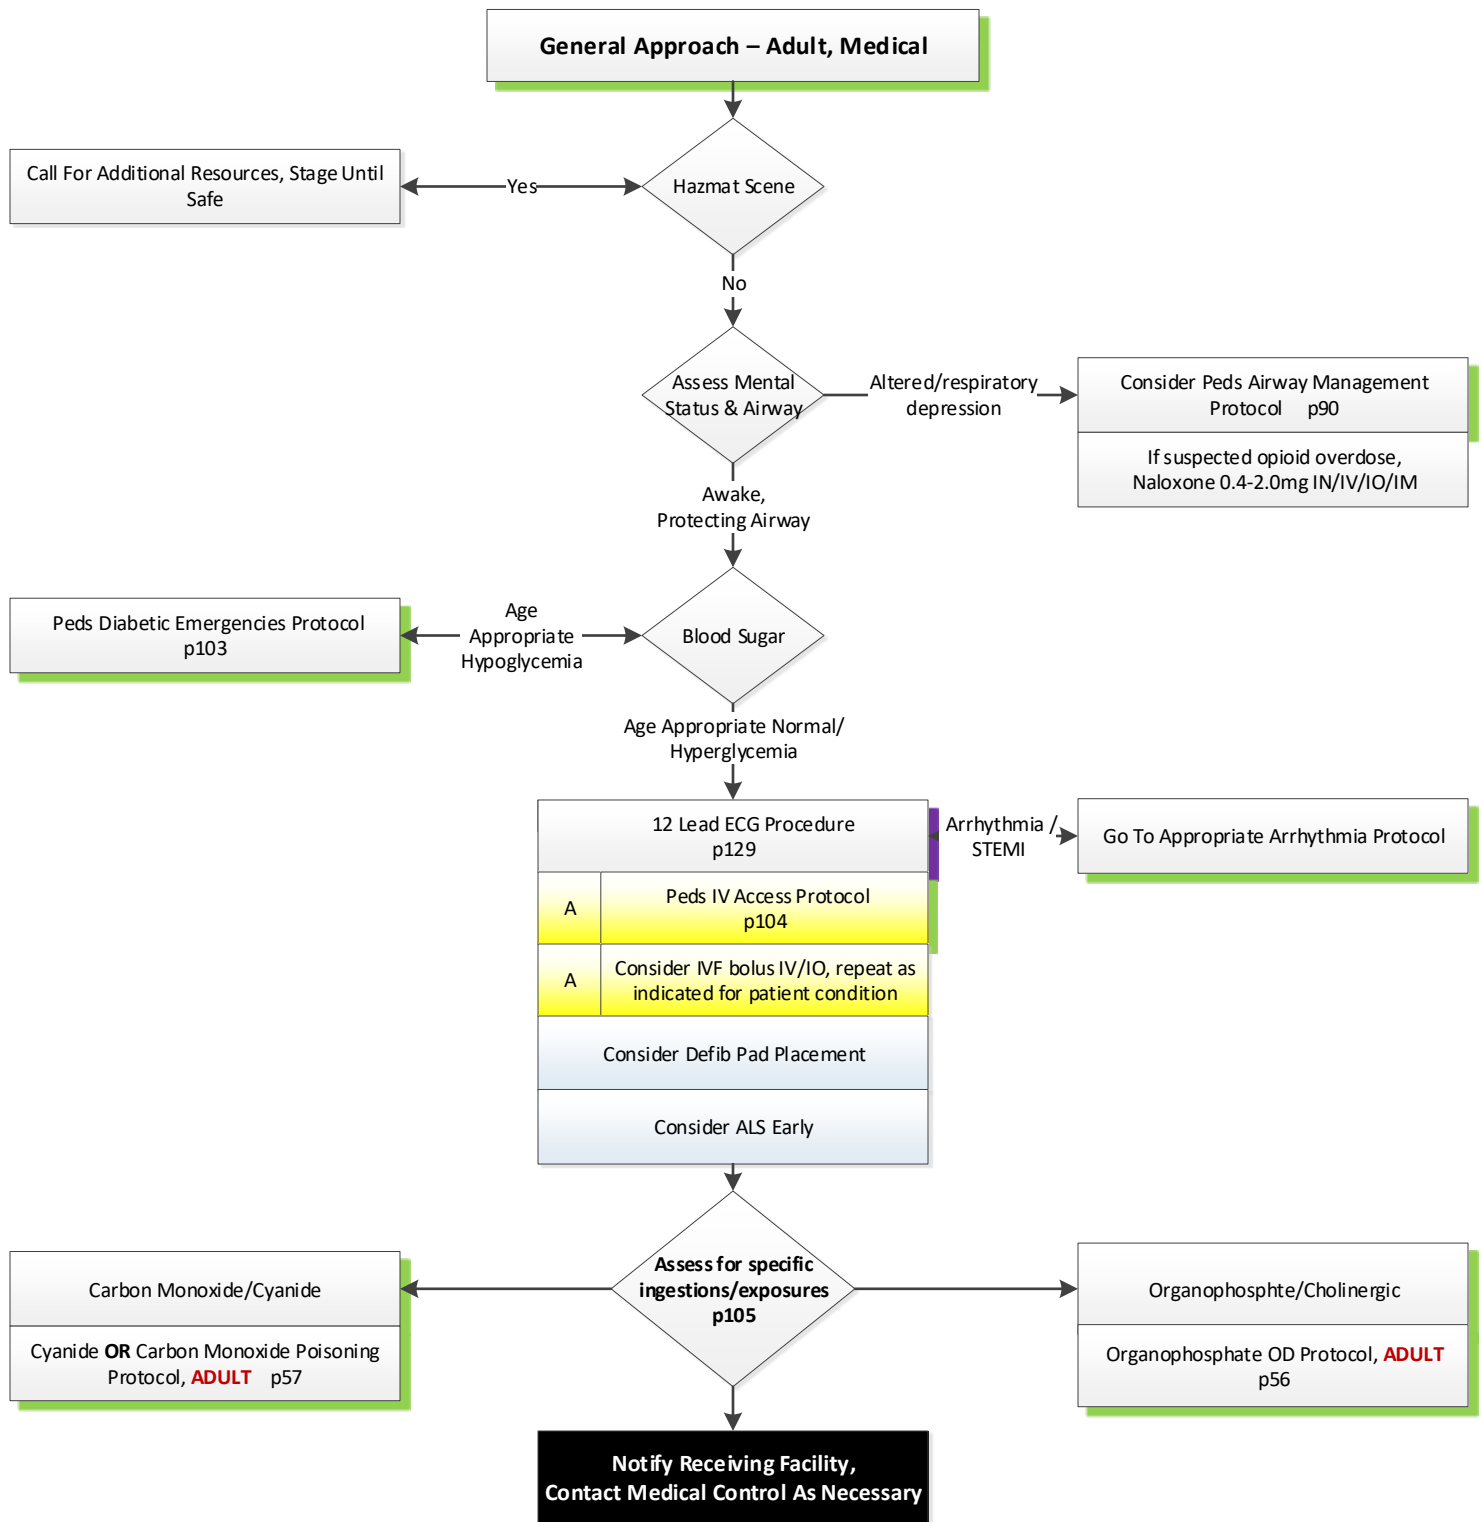 General Approach – Adult, Medical
Call For Additional Resources, Stage Until
Safe
Yes
Hazmat Scene
No
Assess Mental
Status & Airway
Altered/respiratory
depression
Consider Peds Airway Management
Protocol p90
If suspected opioid overdose,
Naloxone 0.4-2.0mg IN/IV/IO/IM
Awake,
Protecting Airway
Peds Diabetic Emergencies Protocol
p103
Age
Appropriate
Hypoglycemia
Blood Sugar
Age Appropriate Normal/
Hyperglycemia
12 Lead ECG Procedure
p129
Arrhythmia /
STEMI
Go To Appropriate Arrhythmia Protocol
A
Peds IV Access Protocol
p104
A
Consider IVF bolus IV/IO, repeat as
indicated for patient condition
Consider Defib Pad Placement
Consider ALS Early
Assess for specific
ingestions/exposures
p105
Carbon Monoxide/Cyanide
Cyanide OR Carbon Monoxide Poisoning
Protocol, ADULT p57
Organophosphte/Cholinergic
Organophosphate OD Protocol, ADULT
p56
Notify Receiving Facility,
Contact Medical Control As Necessary